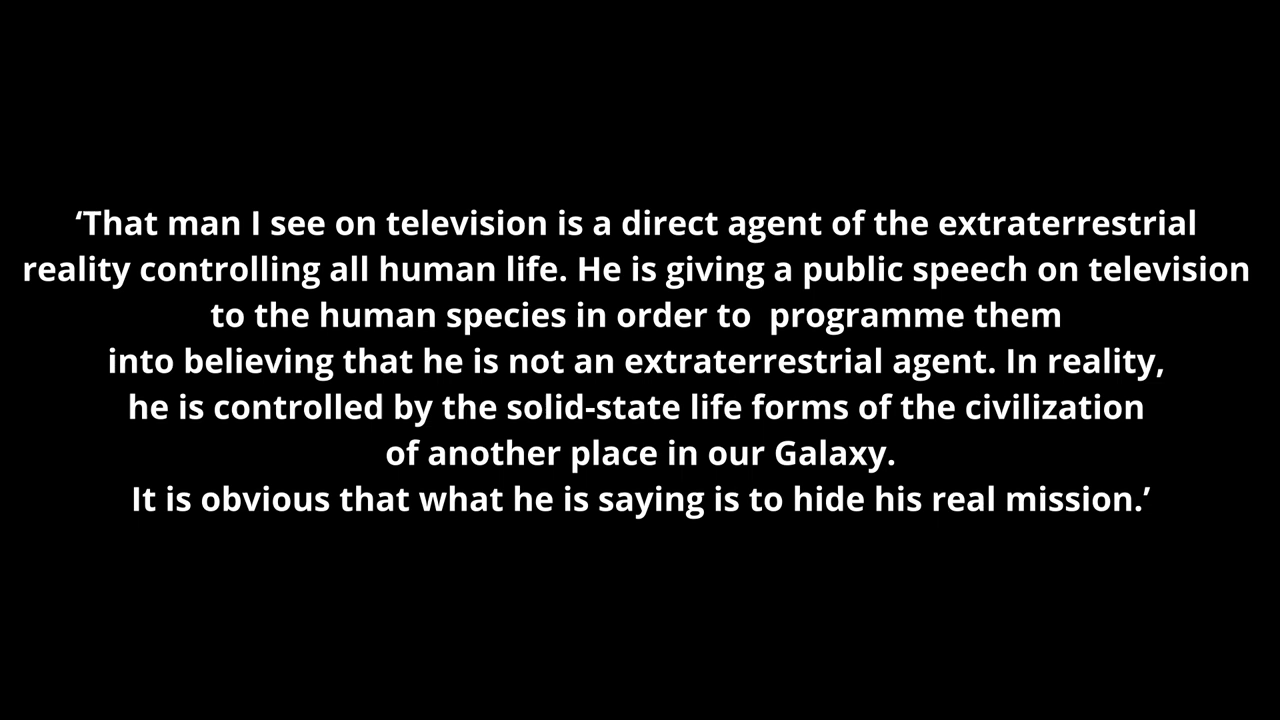 ‘That man I see on television is a direct agent of the extraterrestrial
reality controlling all human life. He is giving a public speech on television
to the human species in order to  programme them
into believing that he is not an extraterrestrial agent. In reality,
he is controlled by the solid-state life forms of the civilization
of another place in our Galaxy.
It is obvious that what he is saying is to hide his real mission.’